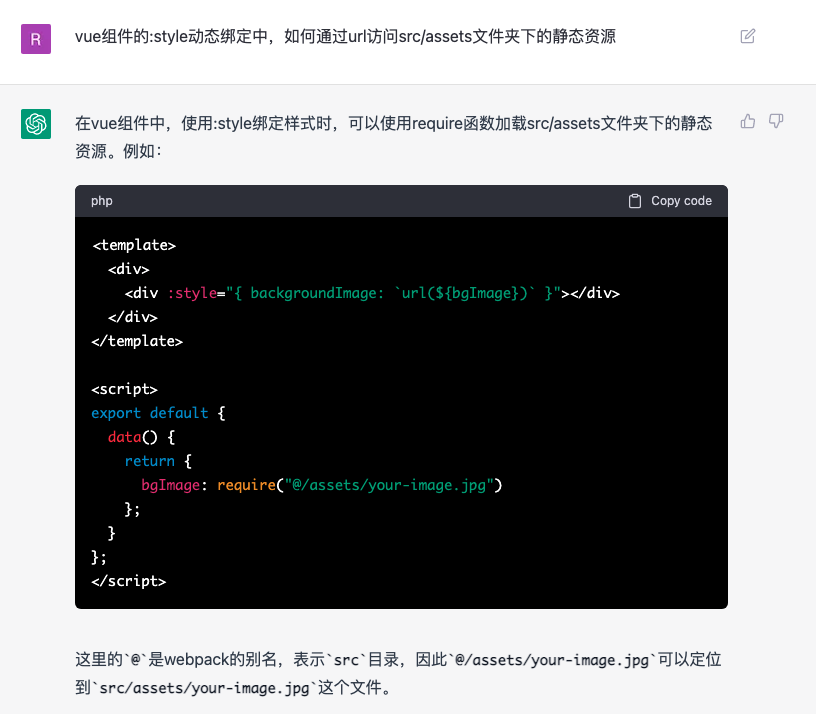 R
vue组件的:style动态绑定中，如何通过url访问src/assets文件夹下的静态资源
在vue组件中，使用:style绑定样式时，可以使用require函数加载src/assets文件夹下的静态
资源。例如：
php Copy code
<template>
  <div>
    <div :style="{ backgroundImage: `url(${bgImage})` }"></div>
  </div>
</template>

<script>
export default {
  data() {
    return {
      bgImage: require("@/assets/your-image.jpg")
    };
  }
};
</script>
这里的`@`是webpack的别名，表示`src`目录，因此`@/assets/your-image.jpg`可以定位
到`src/assets/your-image.jpg`这个文件。